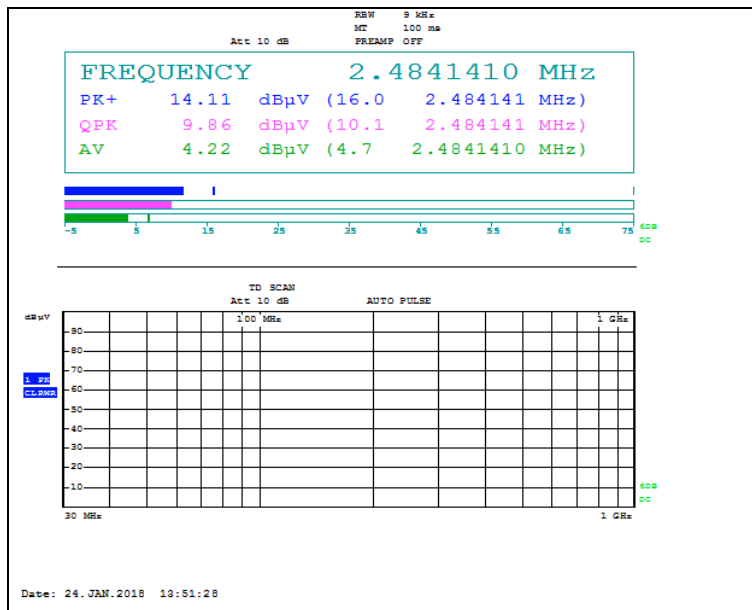 RBW 9 kHz
MT 100 ms
Att 10 dB PREAMP OFF
FREQUENCY 2.4841410 MHz
PK+ 14.11 dBµV (16.0 2.484141 MHz)
QPK 9.86 dBµV (10.1 2.484141 MHz)
AV 4.22 dBµV (4.7 2.4841410 MHz)
-5 5 15 25 35 45 55 65 75
6DB
DC
TD SCAN
Att 10 dB AUTO PULSE
dBµV 100 MHz 1 GHz
90
80
1 PK
CLRWR
70
60
50
40
30
20
10
6DB
DC
30 MHz 1 GHz
Date: 24.JAN.2018 13:51:28